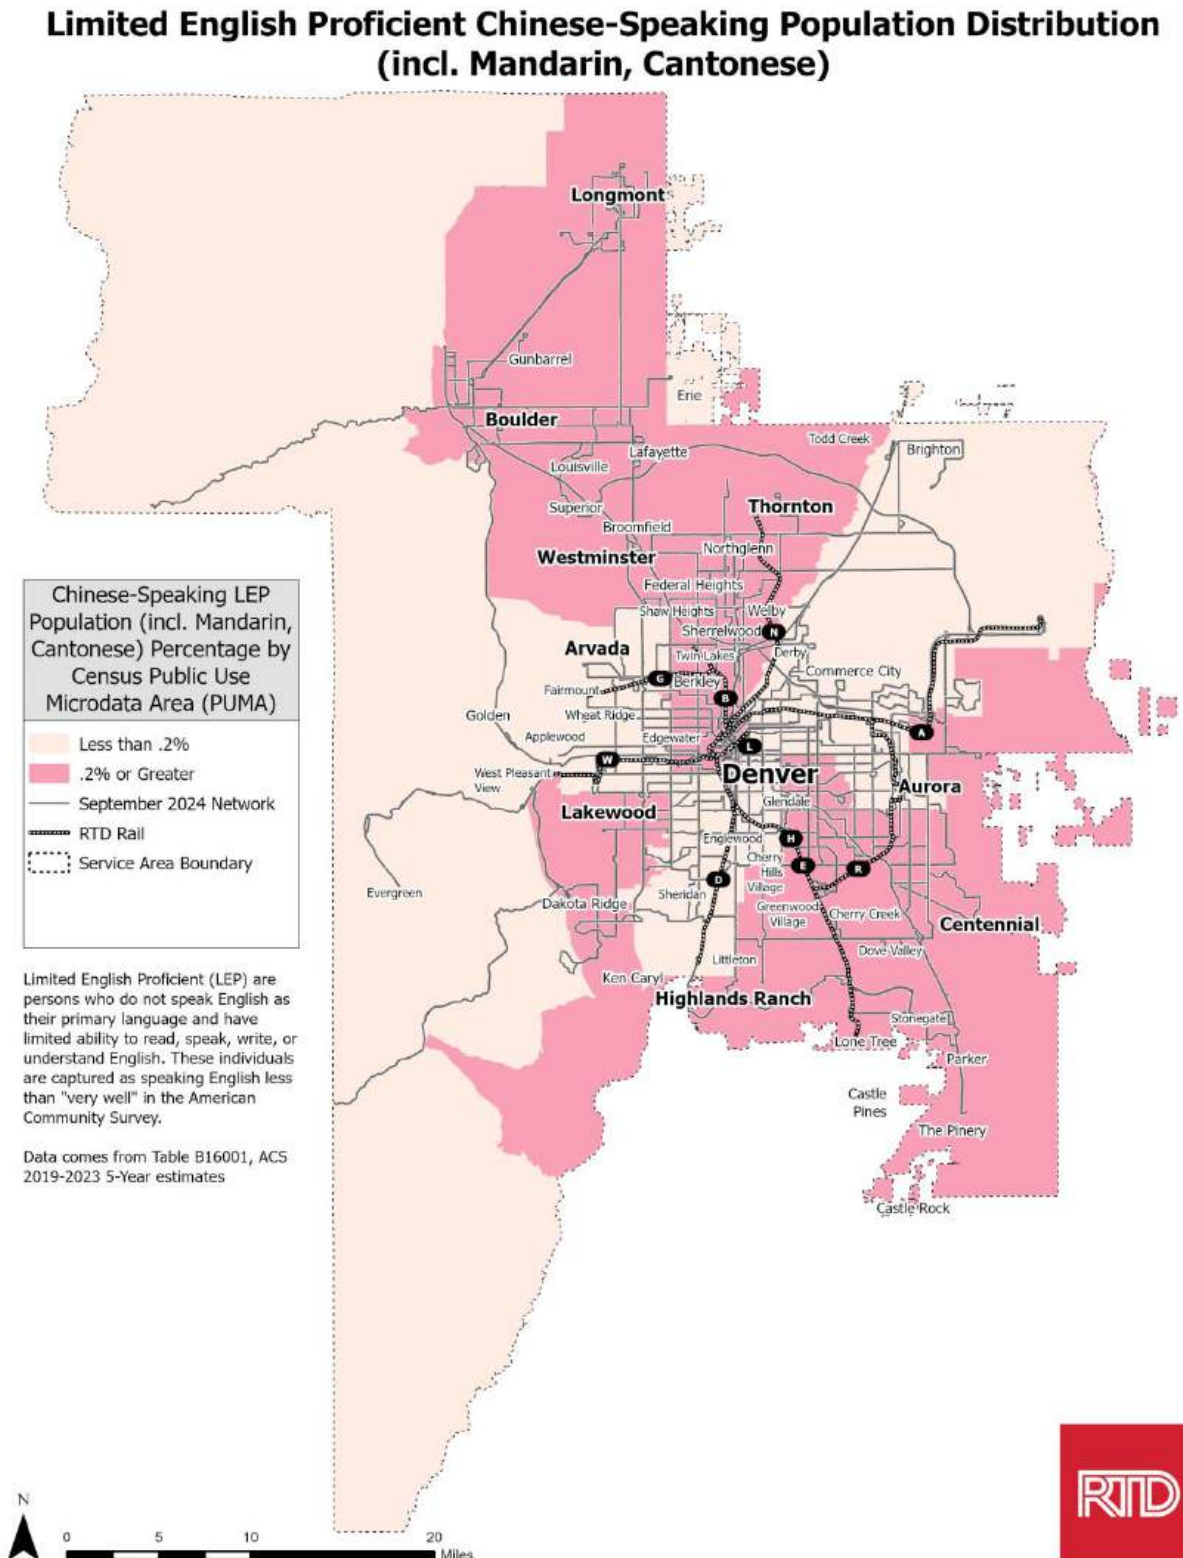 Limited English Proficient Chinese-Speaking Population Distribution
(incl. Mandarin, Cantonese)
Longmont
Gunbarrel
Erie
Boulder
Todd Creek
Brighton
Lafayette
Louisville
Superior
Thornton
Broomfield
Northglenn
Westminster
Federal Heights
Shaw Heights
Welby
Sherrelwood
N
Arvada
Twin Lakes
Derby
Commerce City
G
Berkley
Fairmount
B
Golden
Wheat Ridge
Applewood
Edgewater
A
L
W
West Pleasant
View
Denver
Aurora
Lakewood
Glendale
Englewood
H
Cherry
Hills
Village
E
R
D
Evergreen
Sheridan
Dakota Ridge
Greenwood
Village
Cherry Creek
Centennial
Dove Valley
Littleton
Ken Caryl
Highlands Ranch
Stonegate
Lone Tree
Parker
Castle
Pines
The Pinery
Castle Rock
Chinese-Speaking LEP
Population (incl. Mandarin,
Cantonese) Percentage by
Census Public Use
Microdata Area (PUMA)
Less than .2%
.2% or Greater
September 2024 Network
RTD Rail
Service Area Boundary
Limited English Proficient (LEP) are
persons who do not speak English as
their primary language and have
limited ability to read, speak, write, or
understand English. These individuals
are captured as speaking English less
than "very well" in the American
Community Survey.
Data comes from Table B16001, ACS
2019-2023 5-Year estimates
N
0 5 10 20
Miles
RTD